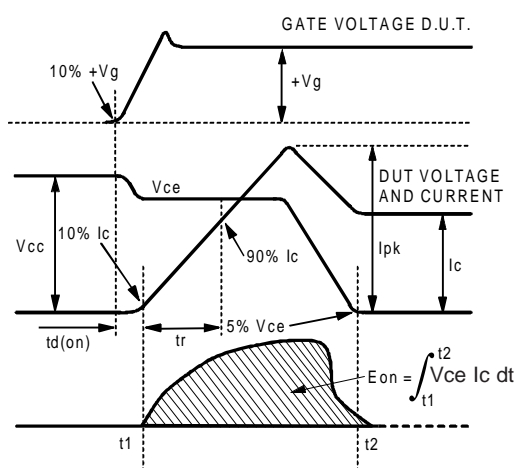 GATE VOLTAGE D.U.T.
10% +Vg
+Vg
DUT VOLTAGE
AND CURRENT
Vce
10% Ic
Vcc
90% Ic
Ipk
Ic
5% Vce
td(on)
tr
Eon = ∫ Vce Ic dt
t2
t1
t1
t2